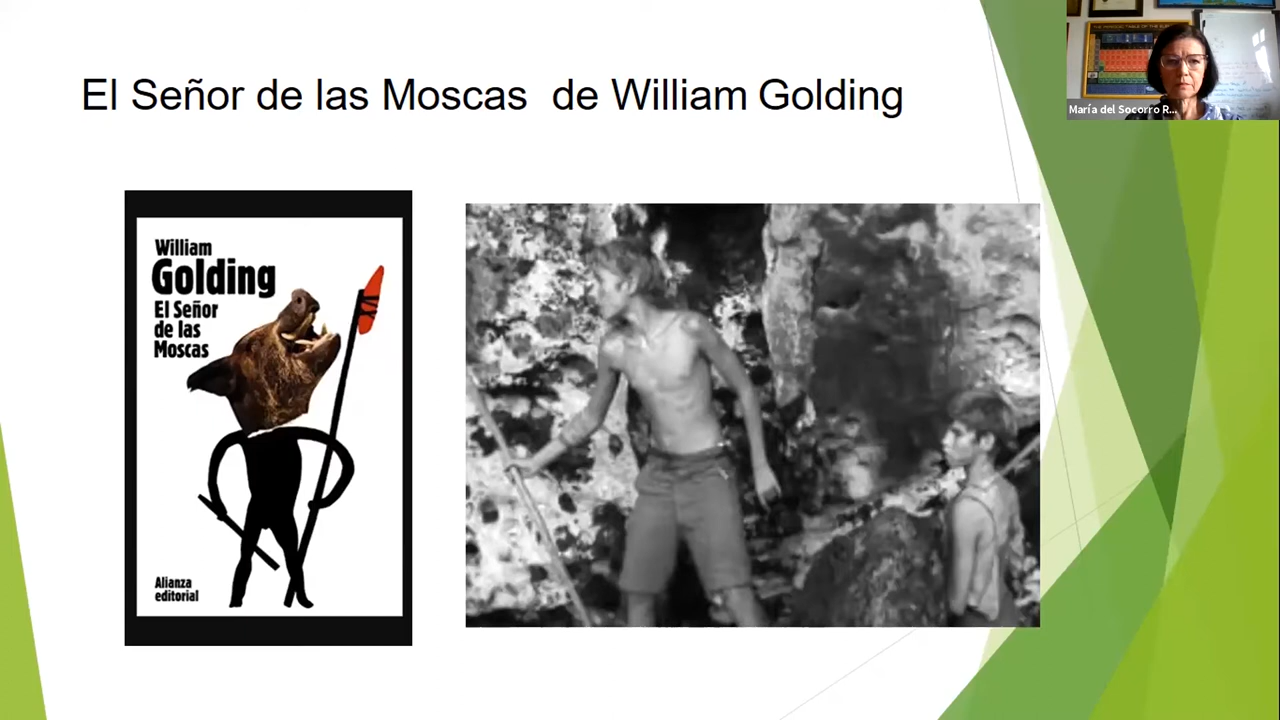 El Señor de las Moscas de William Golding
María del Socorro R...
William
Golding
El Señor
de las
Moscas
Alianza
editorial